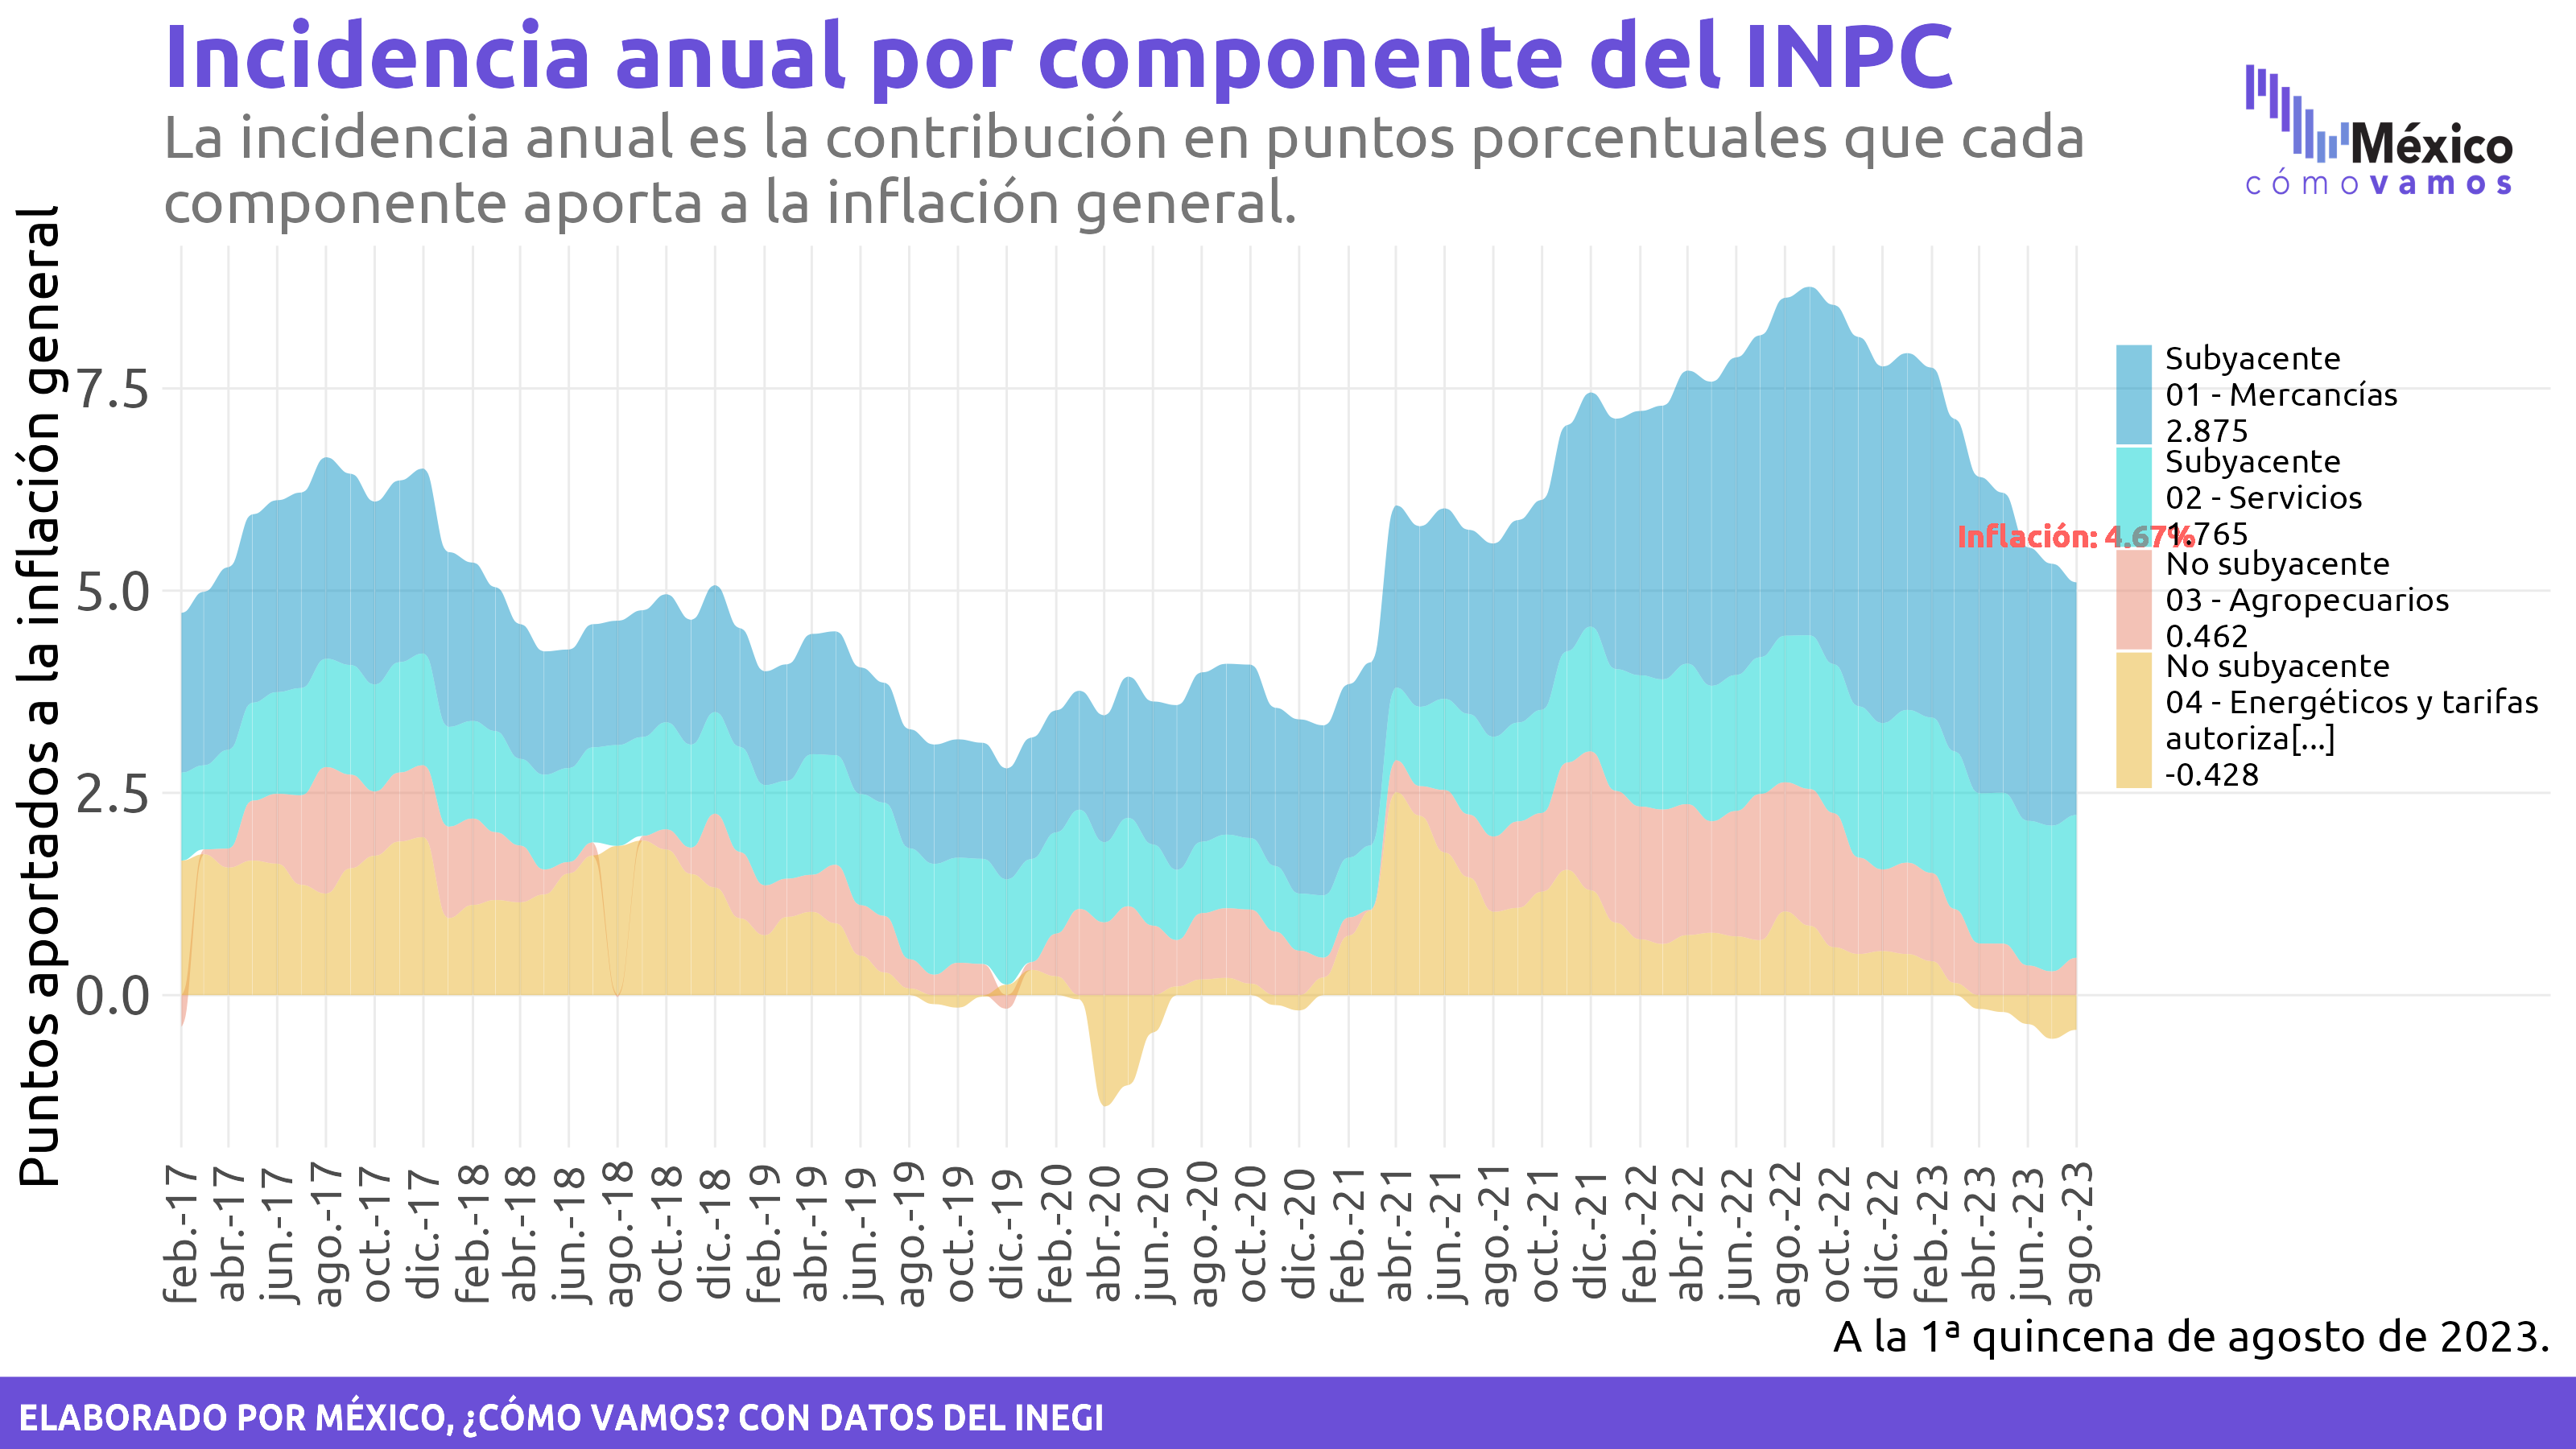 Incidencia anual por componente del INPC
La incidencia anual es la contribución en puntos porcentuales que cada
componente aporta a la inflación general.
México
cómovamos
Puntos aportados a la inflación general
7.5
5.0
2.5
0.0
Subyacente
01 - Mercancías
2.875
Subyacente
02 - Servicios
1.765
Inflación: 4.67%
No subyacente
03 - Agropecuarios
0.462
No subyacente
04 - Energéticos y tarifas
autoriza[...]
-0.428
feb.-17
abr.-17
jun.-17
ago.-17
oct.-17
dic.-17
feb.-18
abr.-18
jun.-18
ago.-18
oct.-18
dic.-18
feb.-19
abr.-19
jun.-19
ago.-19
oct.-19
dic.-19
feb.-20
abr.-20
jun.-20
ago.-20
oct.-20
dic.-20
feb.-21
abr.-21
jun.-21
ago.-21
oct.-21
dic.-21
feb.-22
abr.-22
jun.-22
ago.-22
oct.-22
dic.-22
feb.-23
abr.-23
jun.-23
ago.-23
A la 1ª quincena de agosto de 2023.
ELABORADO POR MÉXICO, ¿CÓMO VAMOS? CON DATOS DEL INEGI